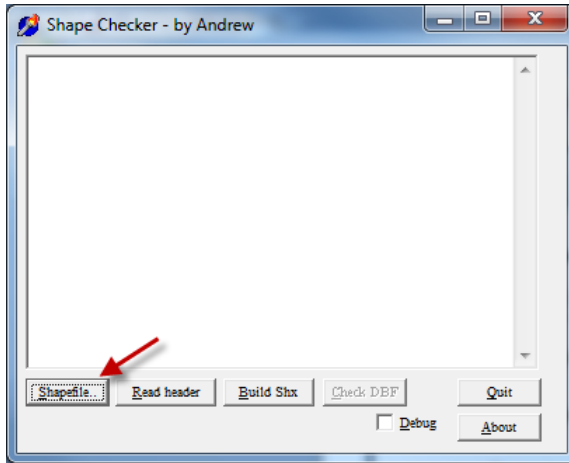 Shape Checker - by Andrew
Shapefile.. Read header Build Shx Check DBF Quit
Debug About